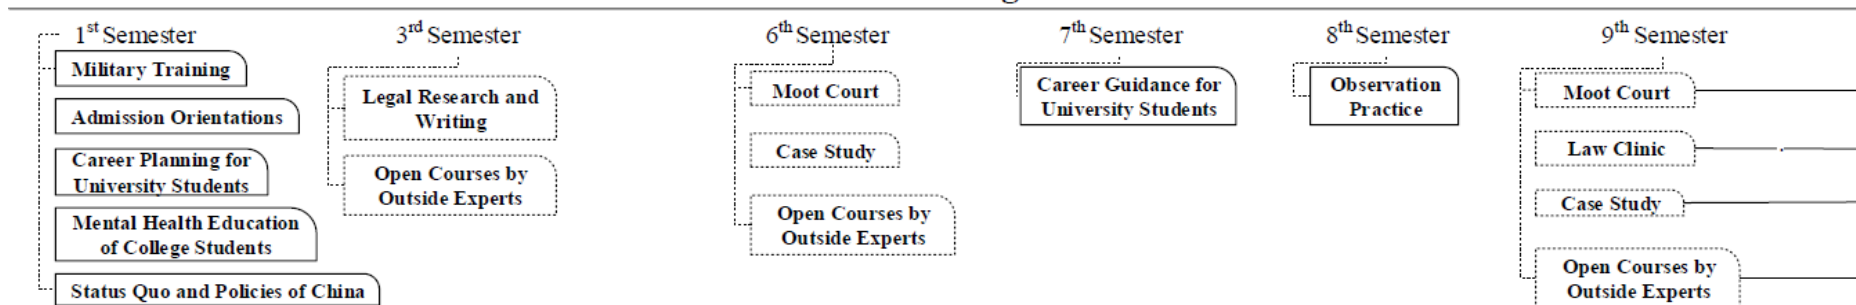 1st Semester
Military Training
Admission Orientations
Career Planning for
University Students
Mental Health Education
of College Students
Status Quo and Policies of China
3rd Semester
Legal Research and
Writing
Open Courses by
Outside Experts
6th Semester
Moot Court
Case Study
Open Courses by
Outside Experts
7th Semester
Career Guidance for
University Students
8th Semester
Observation
Practice
9th Semester
Moot Court
Law Clinic
Case Study
Open Courses by
Outside Experts